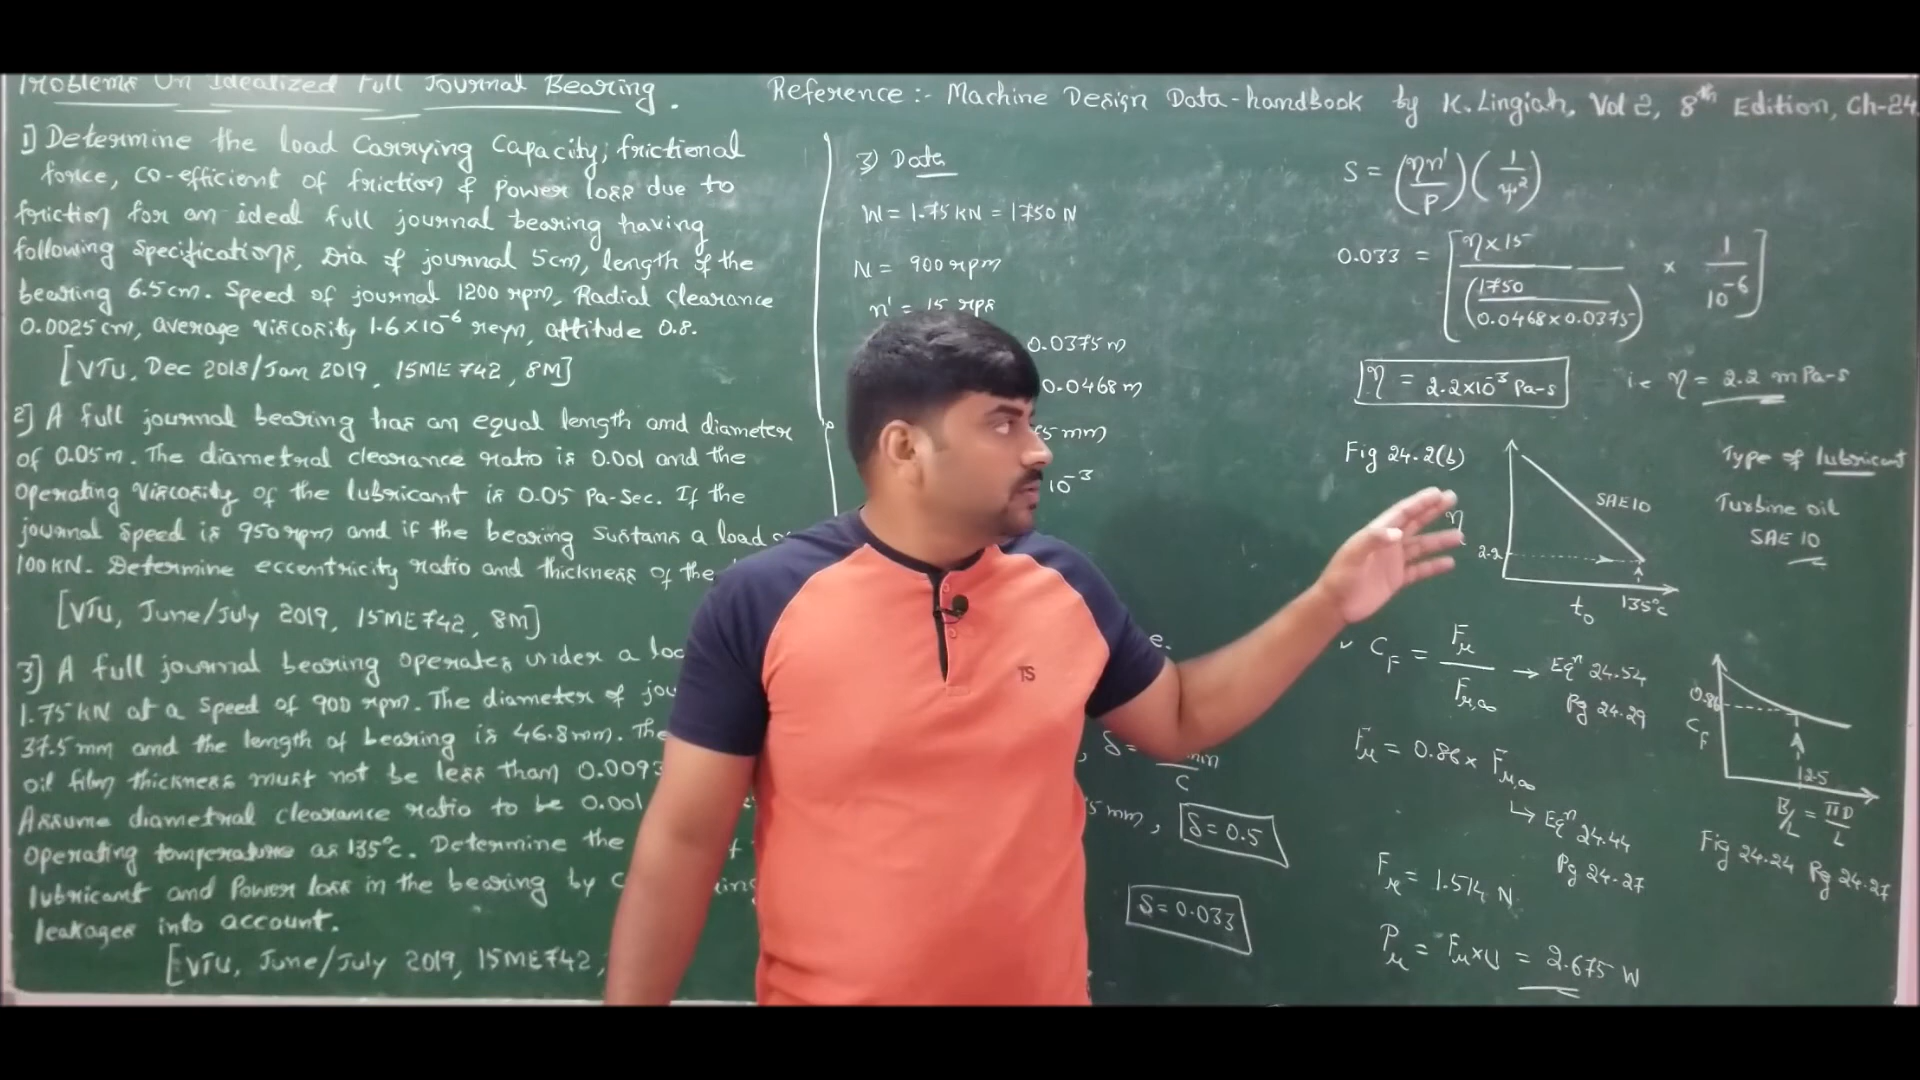 Problems On Idealized Full Journal Bearing.
Reference :- Machine Design Data-handbook by K. Lingiah, Vol 2, 8th Edition, Ch-24
1) Determine the load Carrying Capacity, frictional
force, co-efficient of friction & power loss due to
friction for an ideal full journal bearing having
following Specifications, Dia of journal 5cm, length of the
bearing 6.5cm. Speed of journal 1200 rpm, Radial Clearance
0.0025 cm, average viscosity 1.6×10⁻⁶ reyn, attitude 0.8.
[VTU, Dec 2018/Jan 2019, 15ME742, 8M]
2) A full journal bearing has an equal length and diameter
of 0.05m. The diametral clearance ratio is 0.001 and the
Operating Viscosity of the lubricant is 0.05 Pa-Sec. If the
journal Speed is 950 rpm and if the bearing Sustans a load
100KN. Determine eccentricity ratio and thickness of the
[VTU, June/July 2019, 15ME742, 8M]
3) A full journal bearing Operates under a
1.75 KN at a Speed of 900 rpm. The diameter of
37.5 mm and the length of bearing is 46.8mm. The
oil film thickness must not be less than
Assume diametral clearance ratio to be 0.001
Operating temperature as 135°c. Determine the
lubricant and Power loss in the bearing by
leakages into account.
[VTU, June/July 2019, 15ME742,
3) Data
W = 1.75 KN = 1750 N
N = 900 rpm
n' = 15 rps
0.0375 m
0.0468 m
5 mm
10⁻³
e.
, δ =
C
5 mm, δ = 0.5
S = 0.033
S = (ηn'/P)(1/ψ²)
0.033 = [η×15 / (1750 / 0.0468×0.0375) × 1/10⁻⁶]
η = 2.2×10⁻³ Pa-s i.e η = 2.2 mPa-s
Fig 24.2(b)
η
2.2
SAE10
t₀
135°c
Type of lubricant
Turbine oil
SAE 10
C_F = Fμ / Fμ,∞ → Eqⁿ 24.54
Pg 24.29
Fμ = 0.86 × Fμ,∞
↳ Eqⁿ 24.44
Pg 24.27
Fμ = 1.514 N
Pμ = Fμ×U = 2.675 W
0.86
C_F
12.5
B/L = πD/L
Fig 24.24 Pg 24.27
TS